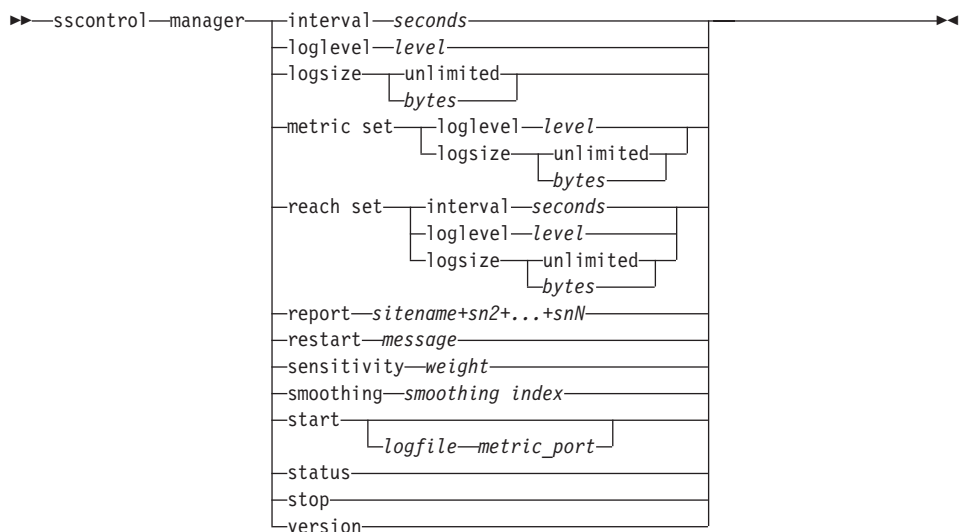 sscontrol manager interval seconds
loglevel level
logsize unlimited
bytes
metric set loglevel level
logsize unlimited
bytes
reach set interval seconds
loglevel level
logsize unlimited
bytes
report sitename+sn2+...+snN
restart message
sensitivity weight
smoothing smoothing index
start
logfile metric_port
status
stop
version